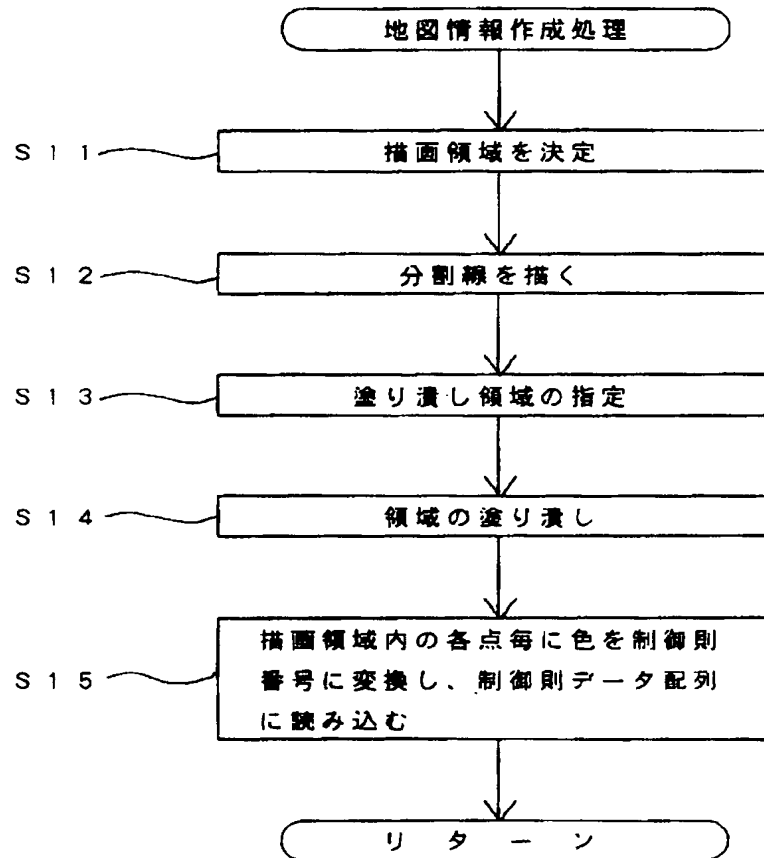 地図情報作成処理
S11
描画領域を決定
S12
分割線を描く
S13
塗り潰し領域の指定
S14
領域の塗り潰し
S15
描画領域内の各点毎に色を制御則
番号に変換し、制御則データ配列
に読み込む
リターン